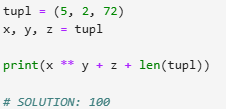 tupl = (5, 2, 72)
x, y, z = tupl
print(x ** y + z + len(tupl))
# SOLUTION: 100